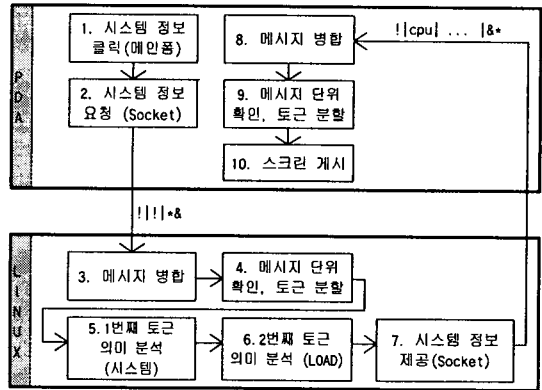 PDA
1. 시스템 정보
클릭(메인폼)
2. 시스템 정보
요청 (Socket)
8. 메시지 병합
9. 메시지 단위
확인, 토근 분할
10. 스크린 게시
!|cpu| ... |&*
!|!|*&
LINUX
3. 메시지 병합
4. 메시지 단위
확인, 토근 분할
5.1번째 토근
의미 분석
(시스템)
6.2번째 토근
의미 분석 (LOAD)
7. 시스템 정보
제공(Socket)